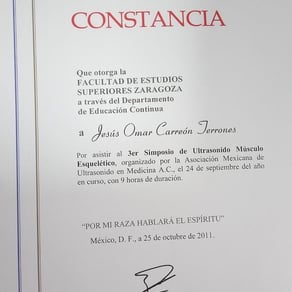 CONSTANCIA
Que otorga la
FACULTAD DE ESTUDIOS
SUPERIORES ZARAGOZA
a través del Departamento
de Educación Continua
a Jesús Omar Carreón Terrones
Por asistir al 3er Simposio de Ultrasonido Músculo
Esquelético, organizado por la Asociación Mexicana de
Ultrasonido en Medicina A.C., el 24 de septiembre del año
en curso, con 9 horas de duración.
"POR MI RAZA HABLARÁ EL ESPÍRITU"
México, D. F., a 25 de octubre de 2011.